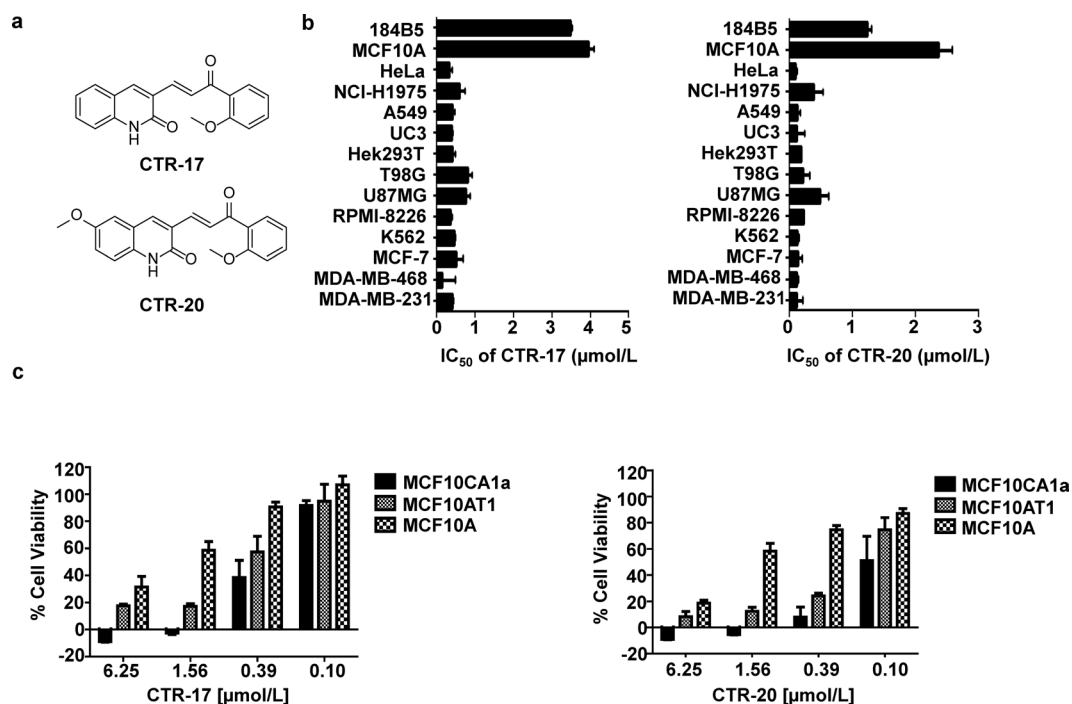 a
O
N
H
O
O
CTR-17
O
O
N
H
O
O
CTR-20
b
184B5
MCF10A
HeLa
NCI-H1975
A549
UC3
Hek293T
T98G
U87MG
RPMI-8226
K562
MCF-7
MDA-MB-468
MDA-MB-231
0 1 2 3 4 5
IC50 of CTR-17 (µmol/L
184B5
MCF10A
HeLa
NCI-H1975
A549
UC3
Hek293T
T98G
U87MG
RPMI-8226
K562
MCF-7
MDA-MB-468
MDA-MB-231
0 1 2 3
IC50 of CTR-20 (µmol/L)
c
% Cell Viability
120
100
80
60
40
20
0
-20
6.25 1.56 0.39 0.10
CTR-17 [µmol/L]
MCF10CA1a
MCF10AT1
MCF10A
% Cell Viability
120
100
80
60
40
20
0
-20
6.25 1.56 0.39 0.10
CTR-20 [µmol/L]
MCF10CA1a
MCF10AT1
MCF10A